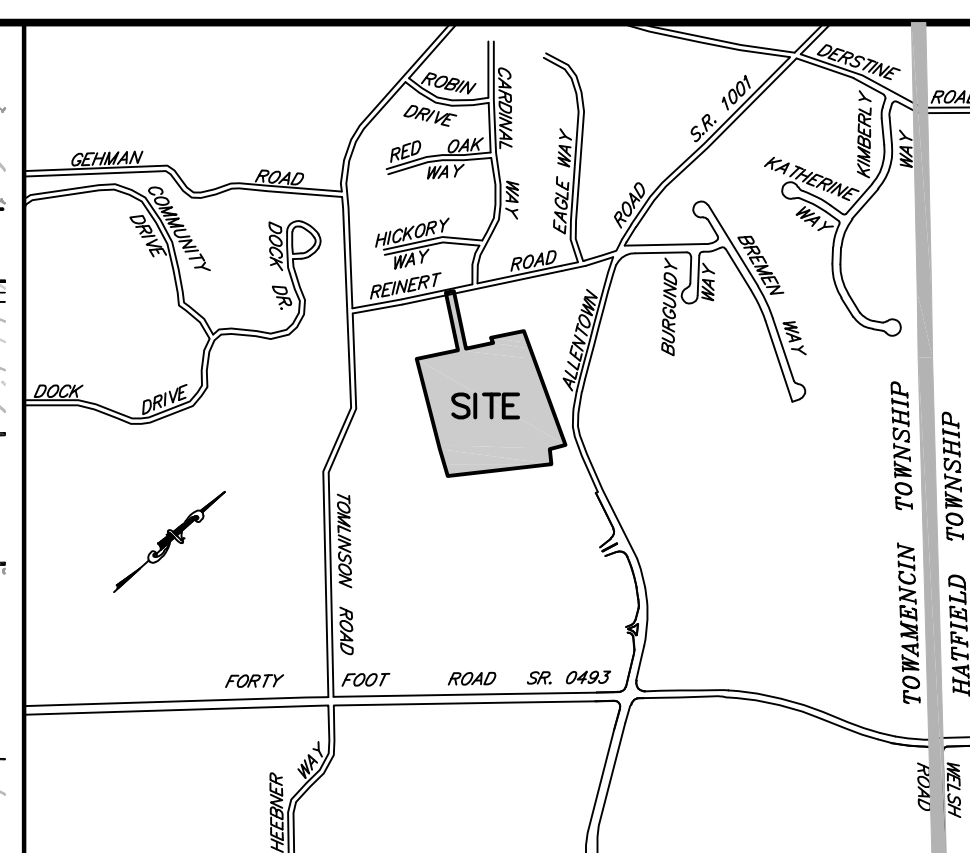 DERSTINE
ROAD
ROBIN
DRIVE
CARDINAL
WAY
S.R. 1001
KIMBERLY
WAY
RED OAK
WAY
EAGLE WAY
GEHMAN
ROAD
KATHERINE
WAY
COMMUNITY
DRIVE
DOCK DR.
HICKORY
WAY
ROAD
REINERT
ROAD
BREMEN
WAY
BURGUNDY
WAY
ALLENTOWN
DOCK
DRIVE
SITE
TOWAMENCIN TOWNSHIP
HATFIELD TOWNSHIP
TOMLINSON ROAD
FORTY FOOT ROAD SR. 0493
HEEBNER
WAY
WELSH
ROAD